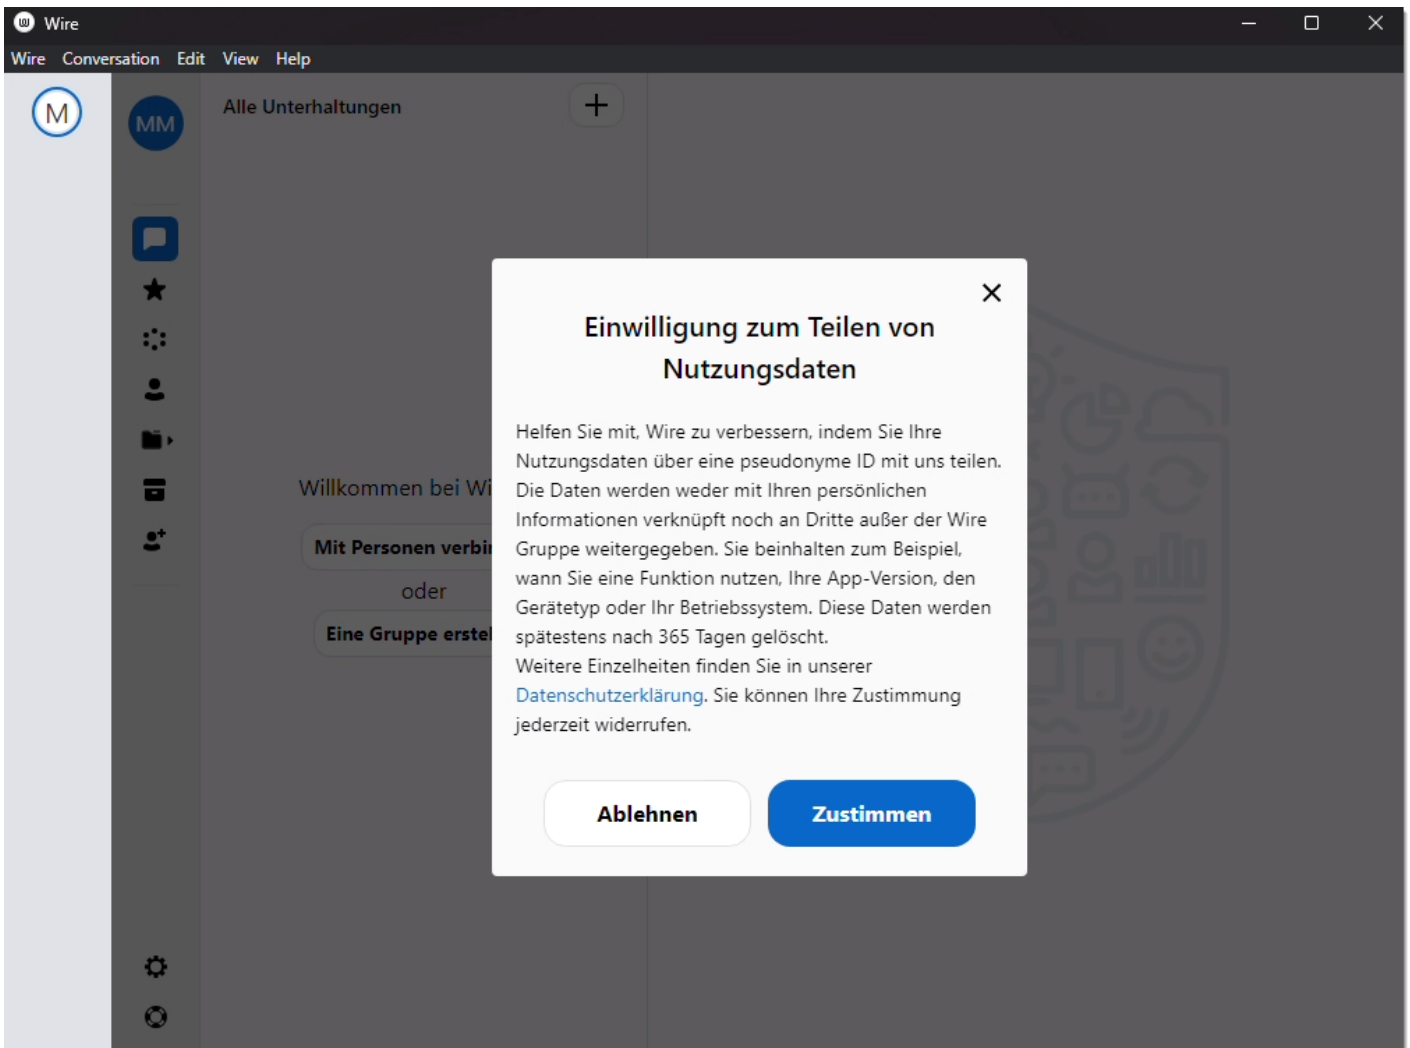 Wire
Wire Conversation Edit View Help
M
MM
Alle Unterhaltungen
Willkommen bei
Mit Personen
oder
Eine Gruppe
Einwilligung zum Teilen von
Nutzungsdaten
Helfen Sie mit, Wire zu verbessern, indem Sie Ihre
Nutzungsdaten über eine pseudonyme ID mit uns teilen.
Die Daten werden weder mit Ihren persönlichen
Informationen verknüpft noch an Dritte außer der Wire
Gruppe weitergegeben. Sie beinhalten zum Beispiel,
wann Sie eine Funktion nutzen, Ihre App-Version, den
Gerätetyp oder Ihr Betriebssystem. Diese Daten werden
spätestens nach 365 Tagen gelöscht.
Weitere Einzelheiten finden Sie in unserer
Datenschutzerklärung. Sie können Ihre Zustimmung
jederzeit widerrufen.
Ablehnen
Zustimmen